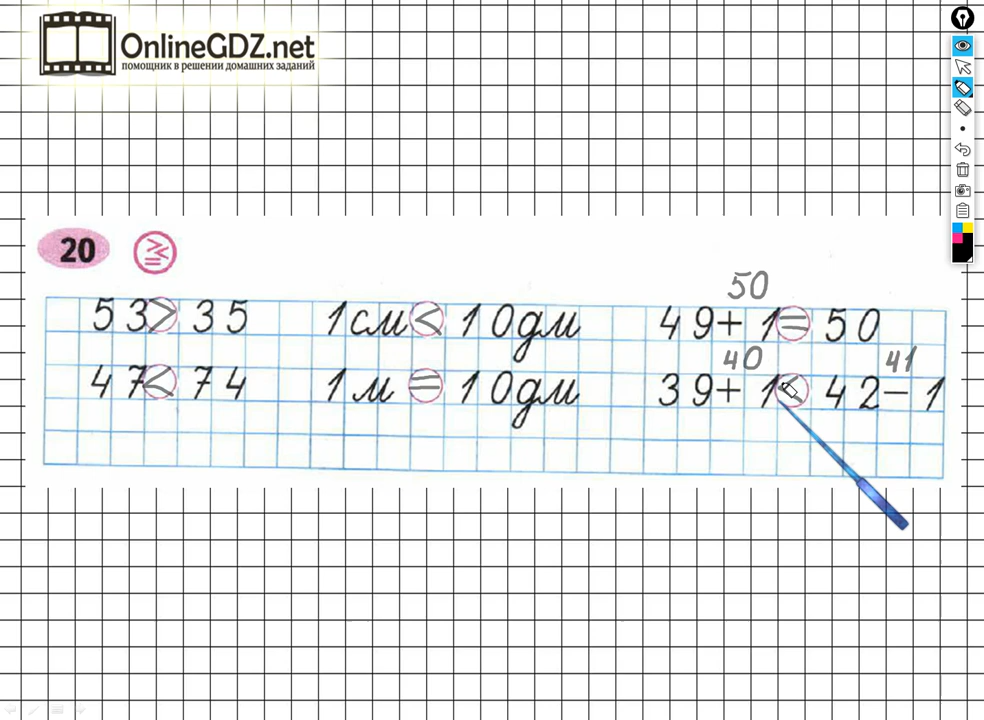 OnlineGDZ.net
помощник в решении домашних заданий
20 > < =
50
53 > 35 1 см < 10 дм 49 + 1 = 50
40 41
47 < 74 1 м = 10 дм 39 + 1 < 42 - 1